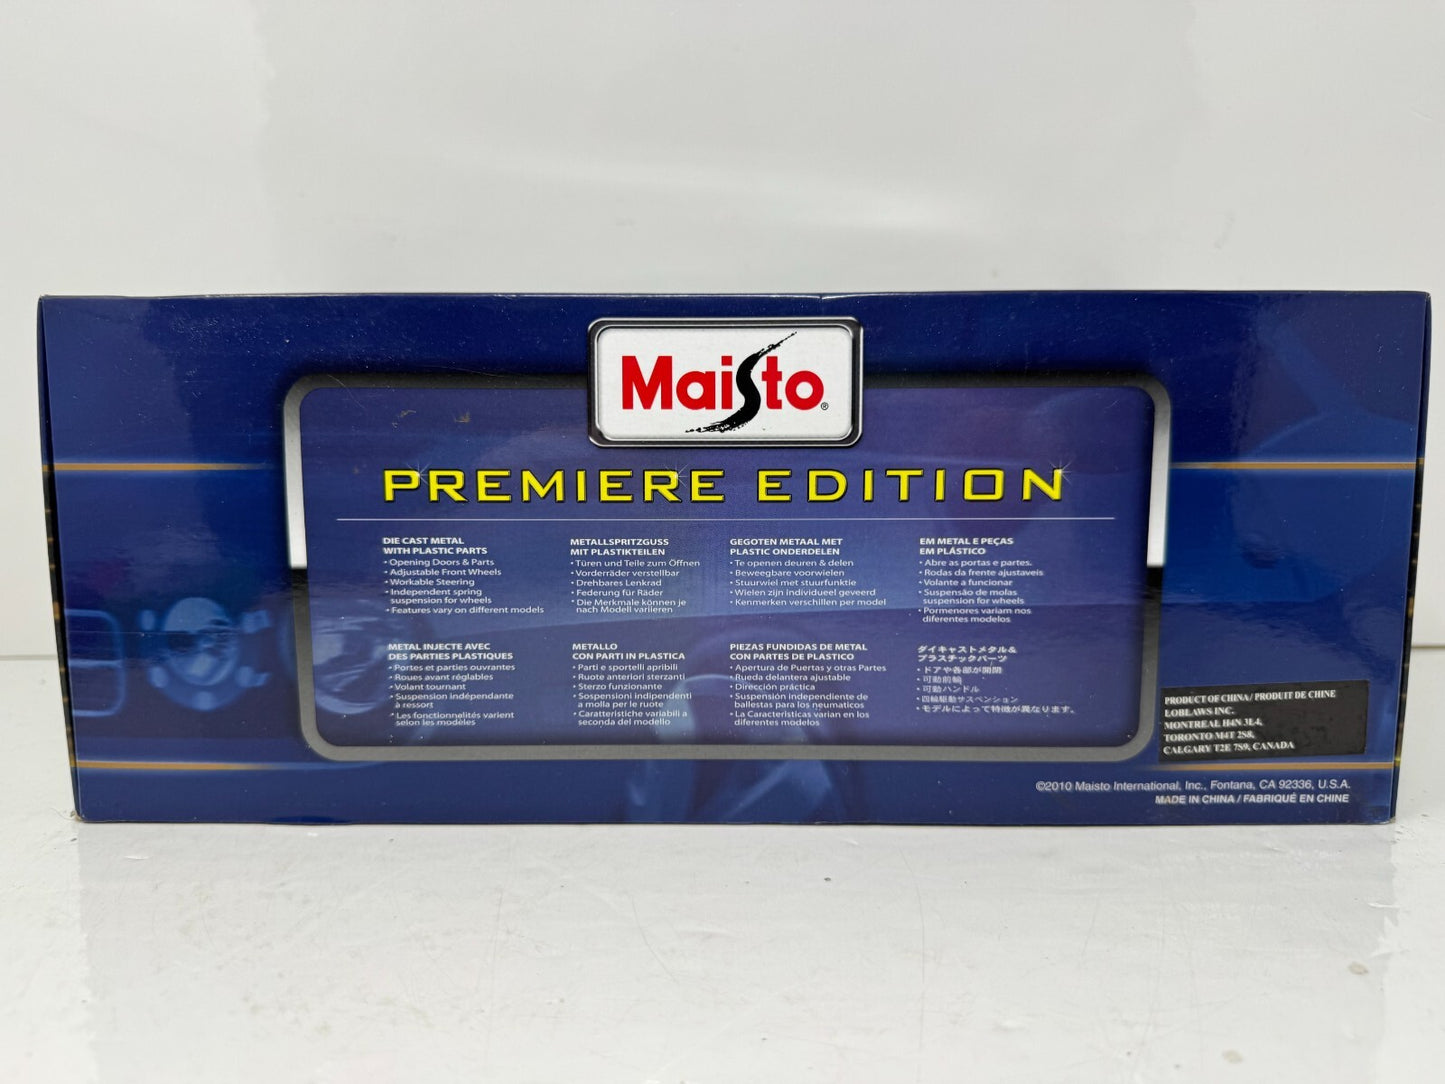 Maisto®
PREMIERE EDITION
DIE CAST METAL
WITH PLASTIC PARTS
• Opening Doors & Parts
• Adjustable Front Wheels
• Workable Steering
• Independent spring
suspension for wheels
• Features vary on different models
METALLSPRITZGUSS
MIT PLASTIKTEILEN
• Türen und Teile zum Öffnen
• Vorderräder verstellbar
• Drehbares Lenkrad
• Federung für Räder
• Die Merkmale können je
nach Modell variieren
GEGOTEN METAAL MET
PLASTIC ONDERDELEN
• Te openen deuren & delen
• Beweegbare voorwielen
• Stuurwiel met stuurfunktie
• Wielen zijn individueel geveerd
• Kenmerken verschillen per model
EM METAL E PEÇAS
EM PLÁSTICO
• Abre as portas e partes.
• Rodas da frente ajustaveis
• Volante a funcionar
• Suspensão de molas
suspension for wheels
• Pormenores variam nos
diferentes modelos
METAL INJECTE AVEC
DES PARTIES PLASTIQUES
• Portes et parties ouvrantes
• Roues avant réglables
• Volant tournant
• Suspension indépendante
à ressort
• Les fonctionnalités varient
selon les modèles
METALLO
CON PARTI IN PLASTICA
• Parti e sportelli apribili
• Ruote anteriori sterzanti
• Sterzo funzionante
• Sospensioni indipendenti
a molla per le ruote
• Caratteristiche variabili a
seconda del modello
PIEZAS FUNDIDAS DE METAL
CON PARTES DE PLASTICO
• Apertura de Puertas y otras Partes
• Rueda delantera ajustable
• Dirección práctica
• Suspensión independiente de
ballestas para los neumaticos
• La Características varian en los
diferentes modelos
ダイキャストメタル&
プラスチックパーツ
• ドアや各部が開閉
• 可動前輪
• 可動ハンドル
• 四輪駆動サスペンション
• モデルによって特徴が異なります。
PRODUCT OF CHINA / PRODUIT DE CHINE
LOBLAWS INC.
MONTREAL H4N 3L4,
TORONTO M4T 2S8,
CALGARY T2E 7S9, CANADA
©2010 Maisto International, Inc., Fontana, CA 92336, U.S.A.
MADE IN CHINA / FABRIQUÉ EN CHINE